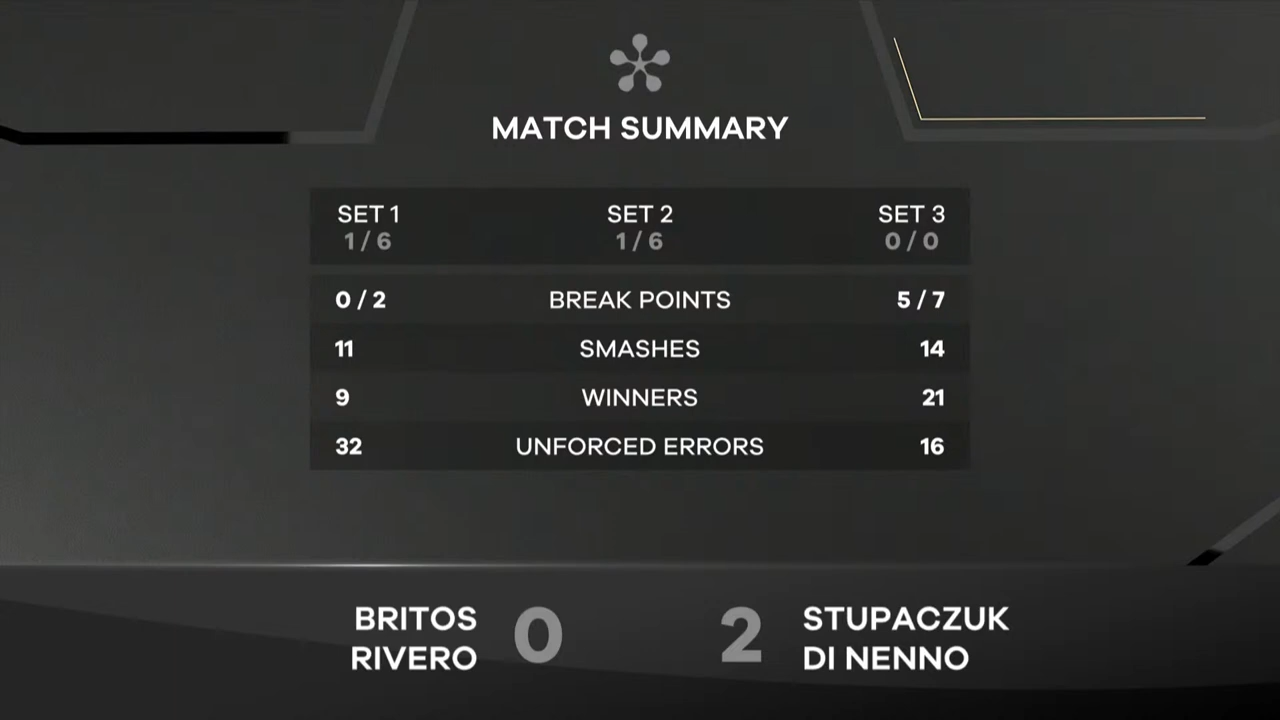 MATCH SUMMARY
SET 1 SET 2 SET 3
1 / 6 1 / 6 0 / 0
0 / 2 BREAK POINTS 5 / 7
11 SMASHES 14
9 WINNERS 21
32 UNFORCED ERRORS 16
BRITOS
RIVERO
0 2
STUPACZUK
DI NENNO